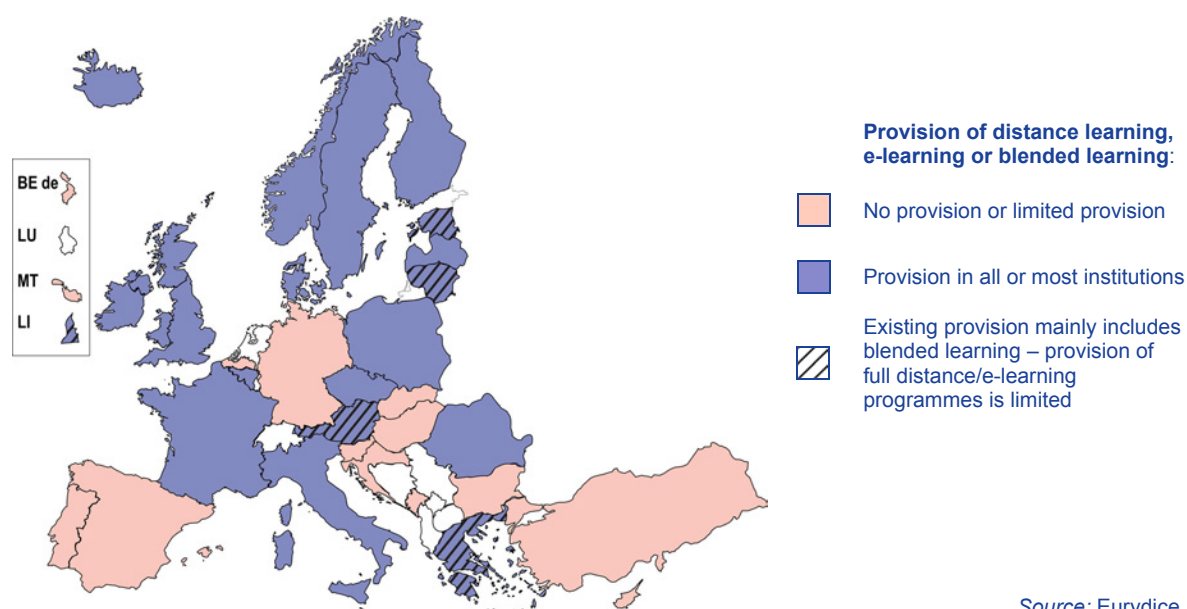 BE de
LU
MT
LI
Provision of distance learning,
e-learning or blended learning:
No provision or limited provision
Provision in all or most institutions
Existing provision mainly includes
blended learning – provision of
full distance/e-learning
programmes is limited
Source: Eurydice